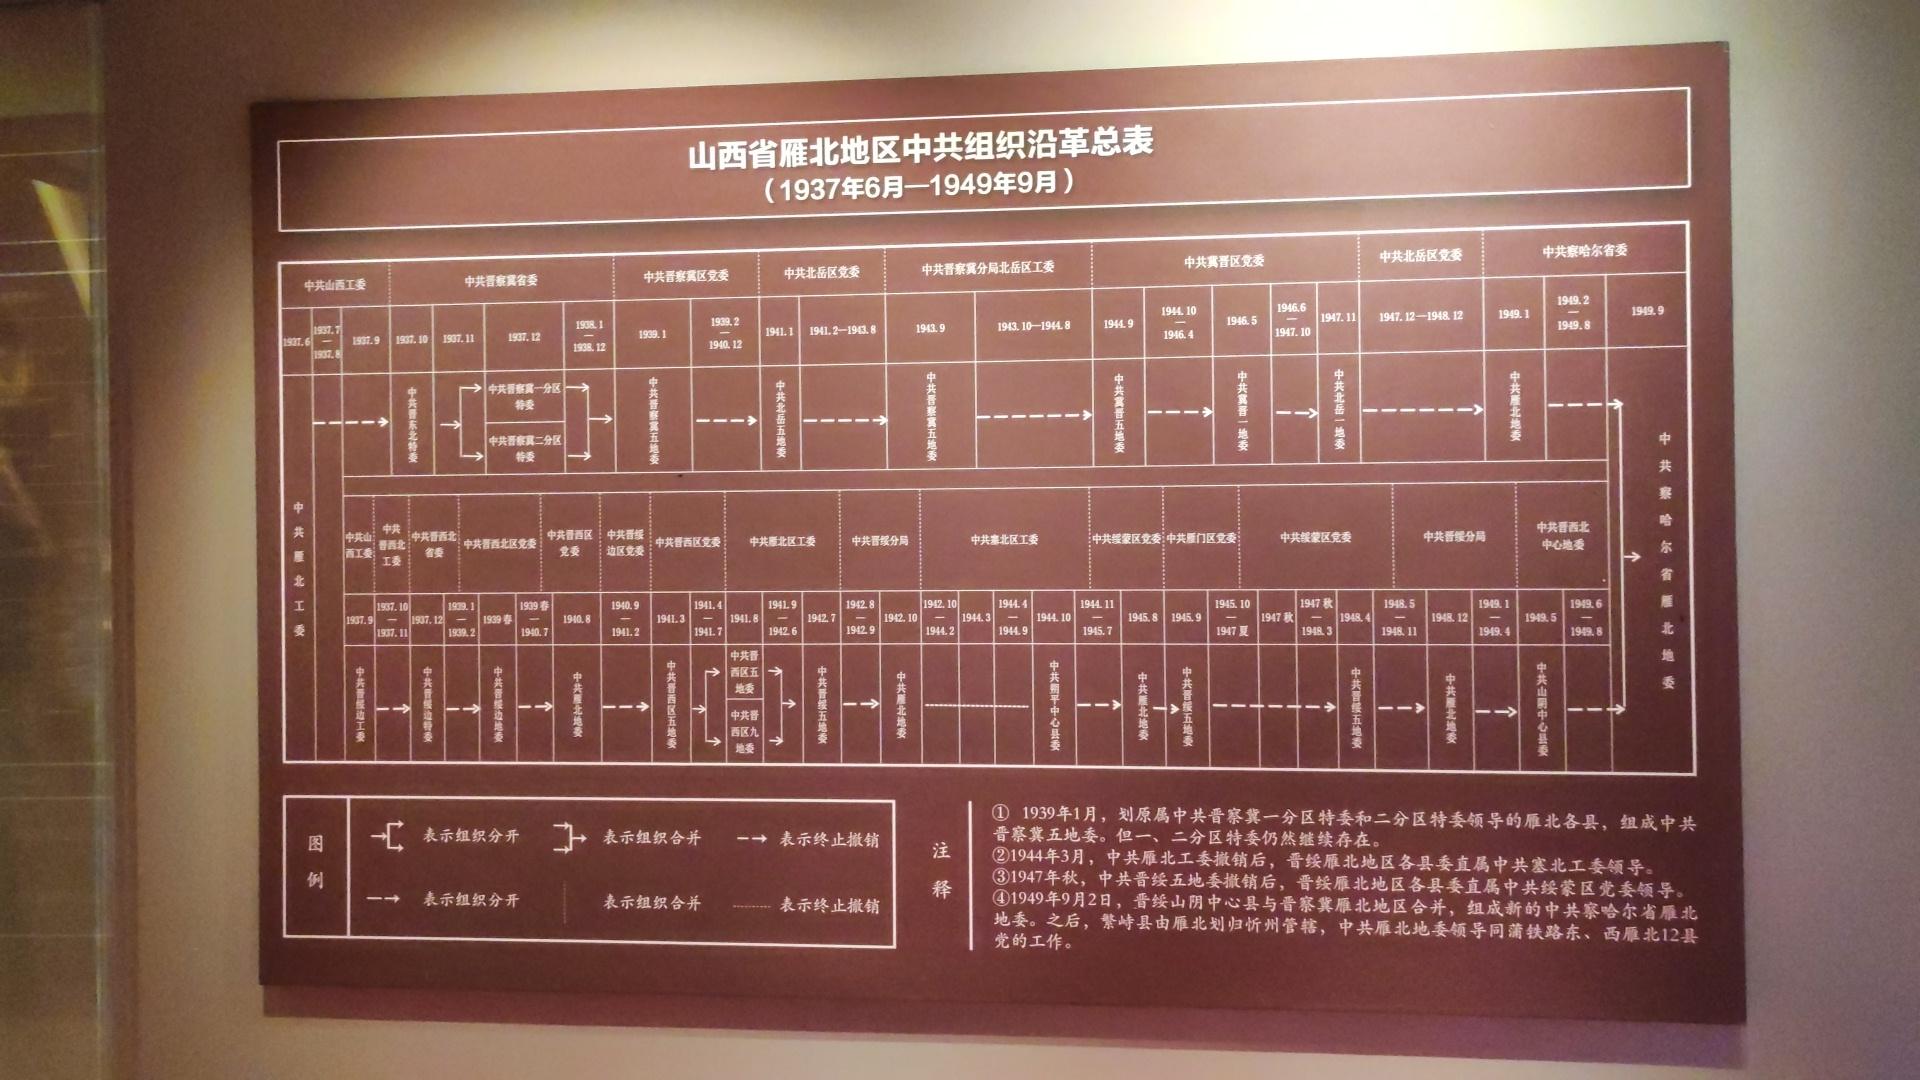 山西省雁北地区中共组织沿革总表
（1937年6月—1949年9月）
中共山西工委
中共晋察冀省委
中共晋察冀区党委
中共北岳区党委
中共晋察冀分局北岳区工委
中共冀晋区党委
中共北岳区党委
中共察哈尔省委
1937.6
1937.7—1937.8
1937.9
1937.10
1937.11
1937.12
1938.1
1938.12
1939.1
1939.2—1940.12
1941.1
1941.2—1943.8
1943.9
1943.10—1944.8
1944.9
1944.10—1946.4
1946.5
1946.6—1947.10
1947.11
1947.12—1948.12
1949.1
1949.2—1949.8
1949.9
中共雁北工委
中共晋东北特委
中共晋察冀一分区
特委
中共晋察冀二分区
特委
中共晋察冀五地委
中共北岳五地委
中共晋察冀五地委
中共冀晋五地委
中共冀晋一地委
中共北岳一地委
中共雁北地委
中共察哈尔省雁北地委
中共山
西工委
中共
晋西北
工委
中共晋西北
省委
中共晋西北区党委
中共晋西区
党委
中共晋绥
边区党委
中共晋西区党委
中共雁北区工委
中共晋绥分局
中共塞北区工委
中共绥蒙区党委
中共雁门区党委
中共绥蒙区党委
中共晋绥分局
中共晋西北
中心地委
1937.9
1937.10—1937.11
1937.12
1939.1—1939.2
1939春
1939春—1940.7
1940.8
1940.9—1941.2
1941.3
1941.4—1941.7
1941.8
1941.9—1942.6
1942.7
1942.8—1942.9
1942.10
1942.10—1944.2
1944.3
1944.4—1944.9
1944.10
1944.11—1945.7
1945.8
1945.9
1945.10—1947夏
1947秋
1947秋—1948.3
1948.4
1948.5—1948.11
1948.12
1949.1—1949.4
1949.5
1949.6—1949.8
中共晋绥边工委
中共晋绥边特委
中共晋绥边地委
中共雁北地委
中共晋西区五地委
中共晋
西区五
地委
中共晋
西区九
地委
中共晋绥五地委
中共雁北地委
中共朔平中心县委
中共雁北地委
中共晋绥五地委
中共晋绥五地委
中共雁北地委
中共山阴中心县委
图例
表示组织分开
表示组织合并
表示终止撤销
表示组织分开
表示组织合并
表示终止撤销
注释
① 1939年1月，划原属中共晋察冀一分区特委和二分区特委领导的雁北各县，组成中共
晋察冀五地委。但一、二分区特委仍然继续存在。
②1944年3月，中共雁北工委撤销后，晋绥雁北地区各县委直属中共塞北工委领导。
③1947年秋，中共晋绥五地委撤销后，晋绥雁北地区各县委直属中共绥蒙区党委领导。
④1949年9月2日，晋绥山阴中心县与晋察冀雁北地区合并，组成新的中共察哈尔省雁北
地委。之后，繁峙县由雁北划归忻州管辖，中共雁北地委领导同蒲铁路东、西雁北12县
党的工作。